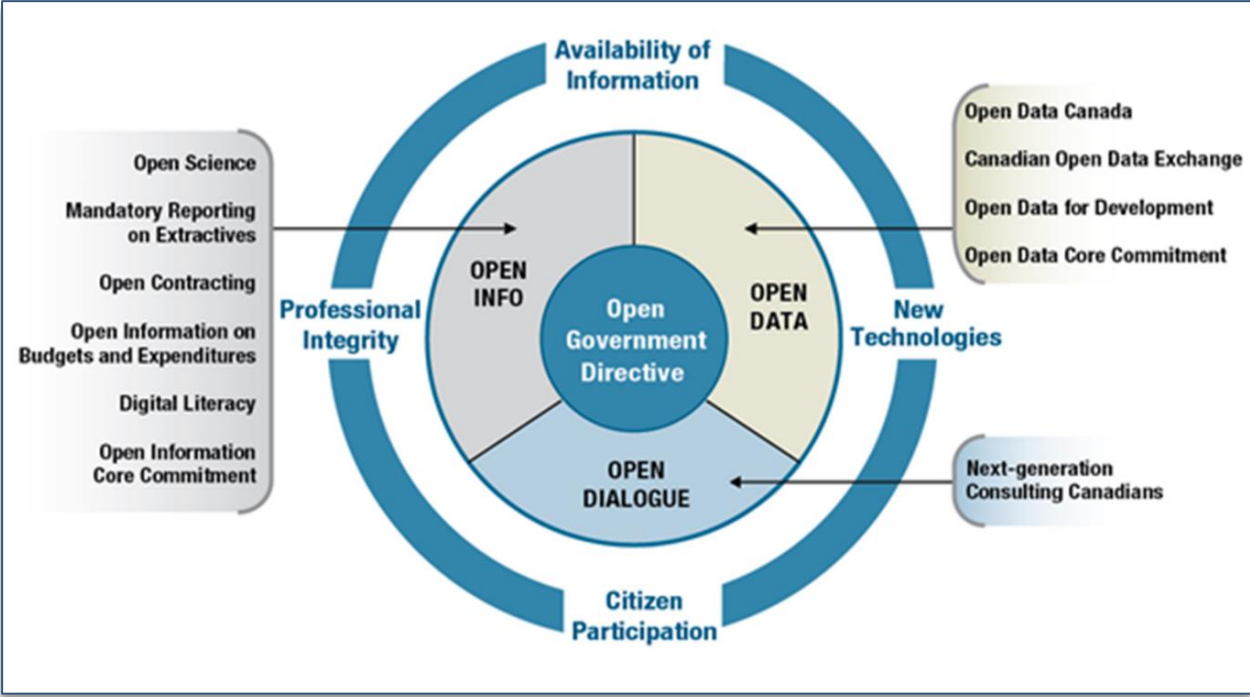 Availability of
Information
Open Science
Mandatory Reporting
on Extractives
Open Contracting
Open Information on
Budgets and Expenditures
Digital Literacy
Open Information
Core Commitment
Professional
Integrity
OPEN
INFO
Open
Government
Directive
OPEN
DATA
OPEN
DIALOGUE
New
Technologies
Open Data Canada
Canadian Open Data Exchange
Open Data for Development
Open Data Core Commitment
Next-generation
Consulting Canadians
Citizen
Participation